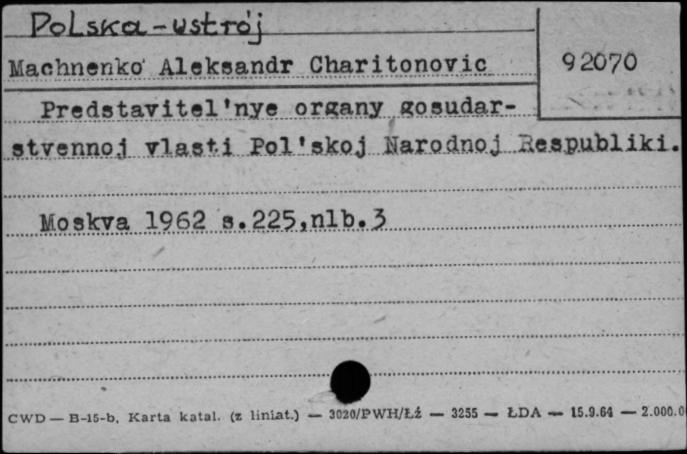 Polska - ustrój
Machnenko Aleksandr Charitonovic
92070
Predstavitel'nye organy gosudar-
stvennoj vlasti Pol'skoj Narodnoj Respubliki.
Moskva 1962 s.225,nlb.3
CWD — B-15-b, Karta katal. (z liniat.) — 3020/PWH/Łź — 3255 — ŁDA — 15.9.64 — 2.000.0